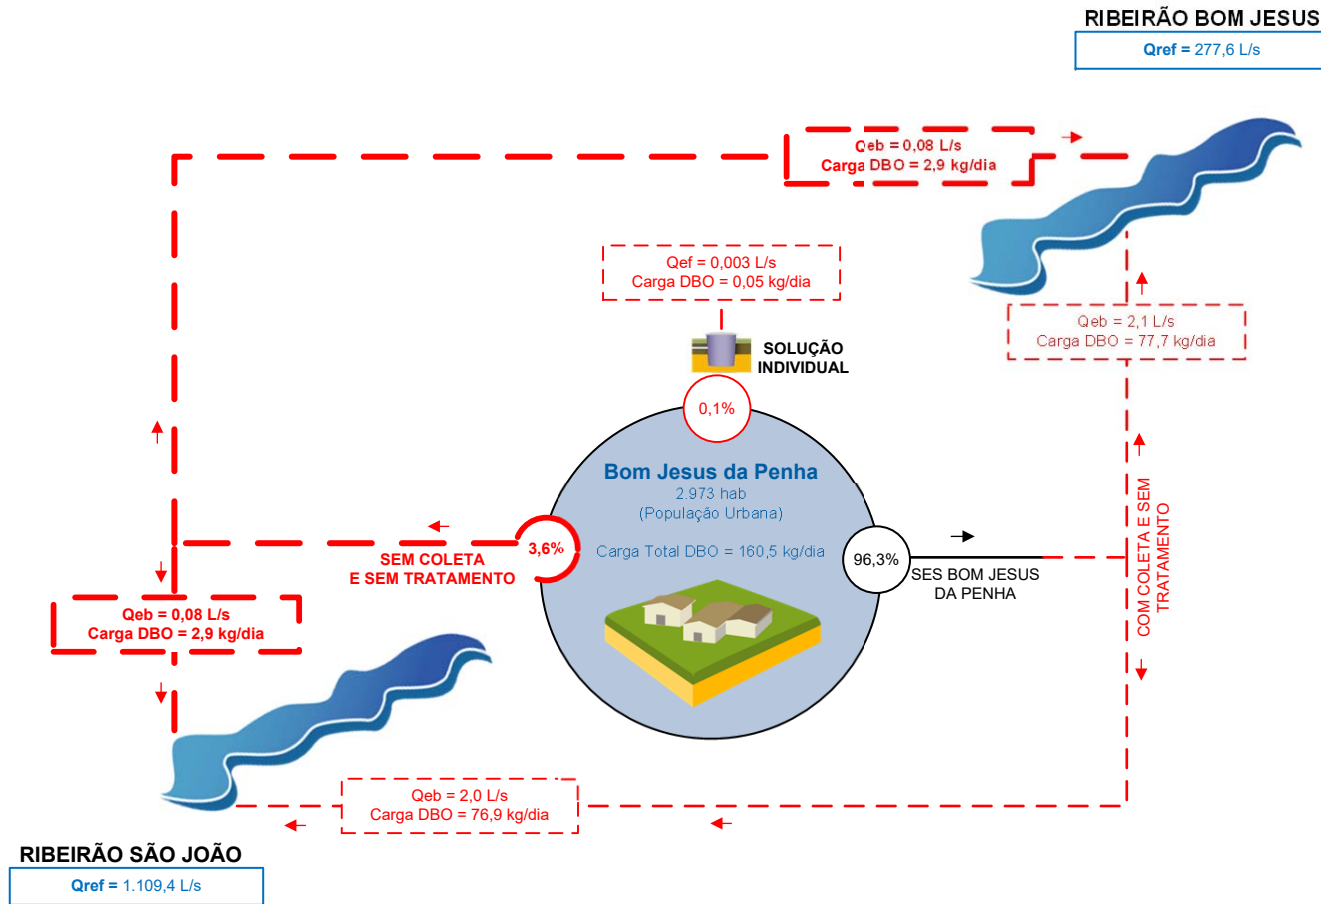 RIBEIRÃO BOM JESUS
Qref = 277,6 L/s
Qeb = 0,08 L/s
Carga DBO = 2,9 kg/dia
Qef = 0,003 L/s
Carga DBO = 0,05 kg/dia
Qeb = 2,1 L/s
Carga DBO = 77,7 kg/dia
SOLUÇÃO
INDIVIDUAL
0,1%
Bom Jesus da Penha
2.973 hab
(População Urbana)
Carga Total DBO = 160,5 kg/dia
3,6%
SEM COLETA
E SEM TRATAMENTO
96,3%
SES BOM JESUS
DA PENHA
COM COLETA E SEM
TRATAMENTO
Qeb = 0,08 L/s
Carga DBO = 2,9 kg/dia
Qeb = 2,0 L/s
Carga DBO = 76,9 kg/dia
RIBEIRÃO SÃO JOÃO
Qref = 1.109,4 L/s